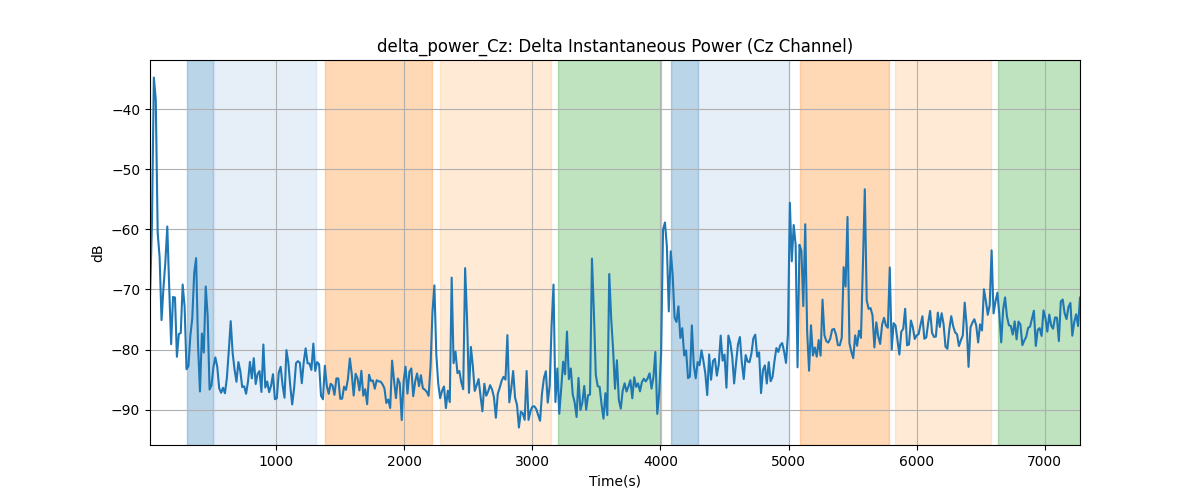 delta_power_Cz: Delta Instantaneous Power (Cz Channel)
−40
−50
−60
−70
−80
−90
dB
1000 2000 3000 4000 5000 6000 7000
Time(s)